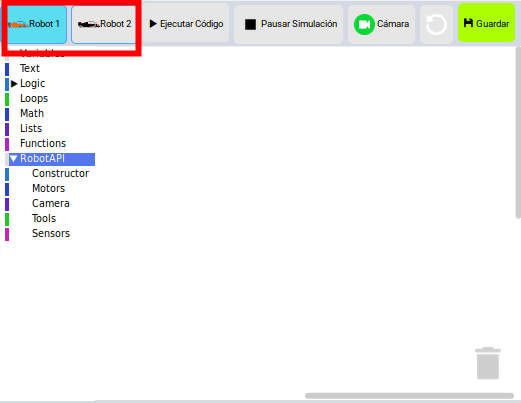 Robot 1 Robot 2 Ejecutar Código Pausar Simulación Cámara Guardar
Variables
Text
Logic
Loops
Math
Lists
Functions
RobotAPI
Constructor
Motors
Camera
Tools
Sensors